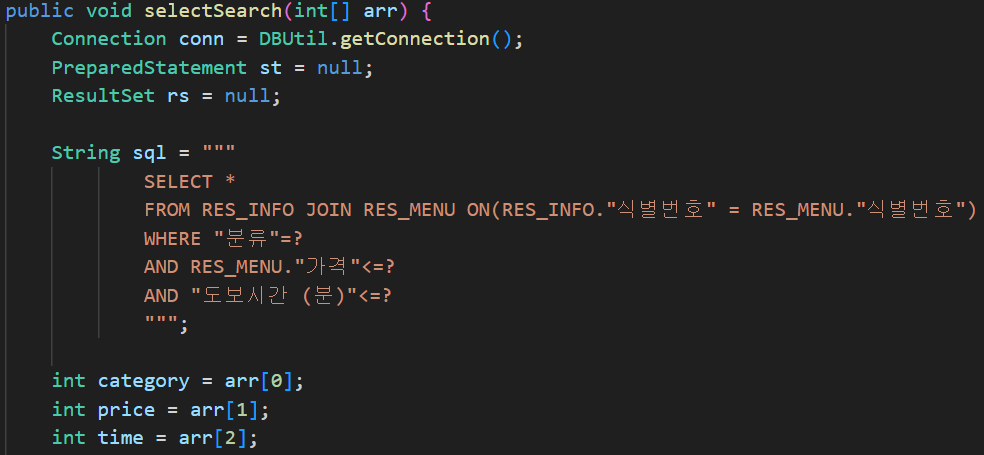 public void selectSearch(int[] arr) {
Connection conn = DBUtil.getConnection();
PreparedStatement st = null;
ResultSet rs = null;
String sql = """
SELECT *
FROM RES_INFO JOIN RES_MENU ON(RES_INFO."식별번호" = RES_MENU."식별번호")
WHERE "분류"=?
AND RES_MENU."가격"<=?
AND "도보시간 (분)"<=?
""";
int category = arr[0];
int price = arr[1];
int time = arr[2];